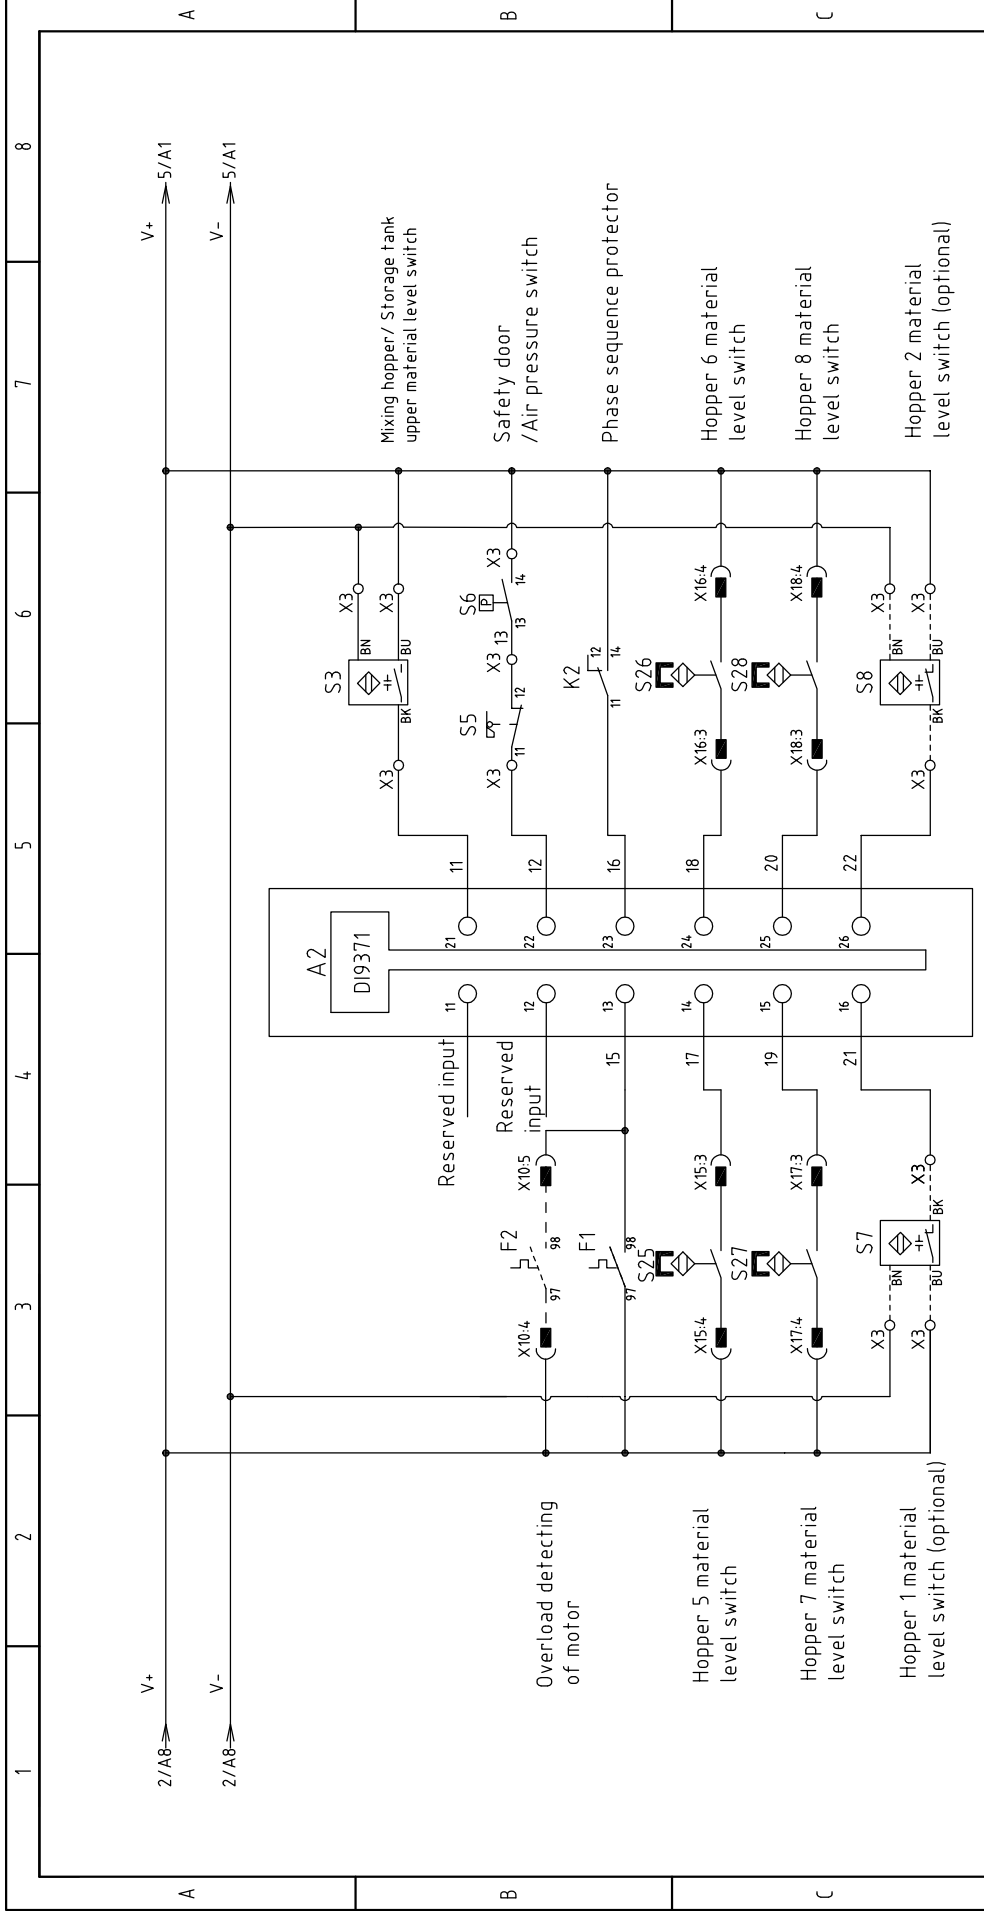 1
2
3
4
5
6
7
8
A
A
B
B
C
C
2/A8
V+
V+
5/A1
2/A8
V-
V-
5/A1
Mixing hopper/ Storage tank
upper material level switch
S3
BN
BU
BK
X3
X3
X3
Safety door
/Air pressure switch
S5
11
12
X3
X3
13
S6
P
13
14
X3
Phase sequence protector
K2
11
12
14
Hopper 6 material
level switch
S26
X16:3
X16:4
Hopper 8 material
level switch
S28
X18:3
X18:4
Hopper 2 material
level switch (optional)
S8
BN
BU
BK
X3
X3
X3
A2
DI9371
11
12
13
14
15
16
21
22
23
24
25
26
11
12
16
18
20
22
Reserved input
Reserved
input
15
17
19
21
Overload detecting
of motor
X10:4
F2
97
98
X10:5
F1
97
98
Hopper 5 material
level switch
X15:4
S25
X15:3
Hopper 7 material
level switch
X17:4
S27
X17:3
Hopper 1 material
level switch (optional)
S7
BN
BU
BK
X3
X3
X3